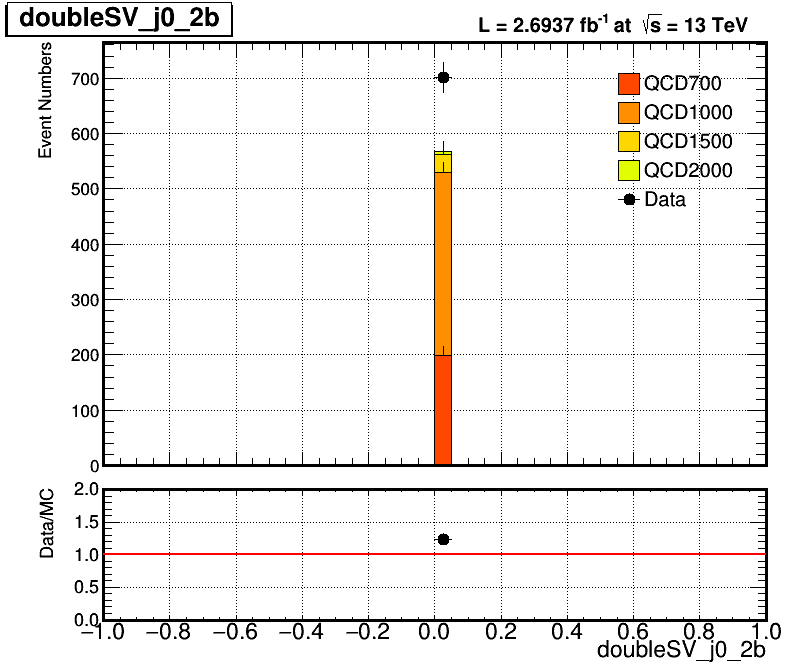 doubleSV_j0_2b
L = 2.6937 fb⁻¹ at √s = 13 TeV
Event Numbers
700
600
500
400
300
200
100
0
QCD700
QCD1000
QCD1500
QCD2000
Data
Data/MC
2.0
1.5
1.0
0.5
0.0
−1.0 −0.8 −0.6 −0.4 −0.2 0.0 0.2 0.4 0.6 0.8 1.0
doubleSV_j0_2b